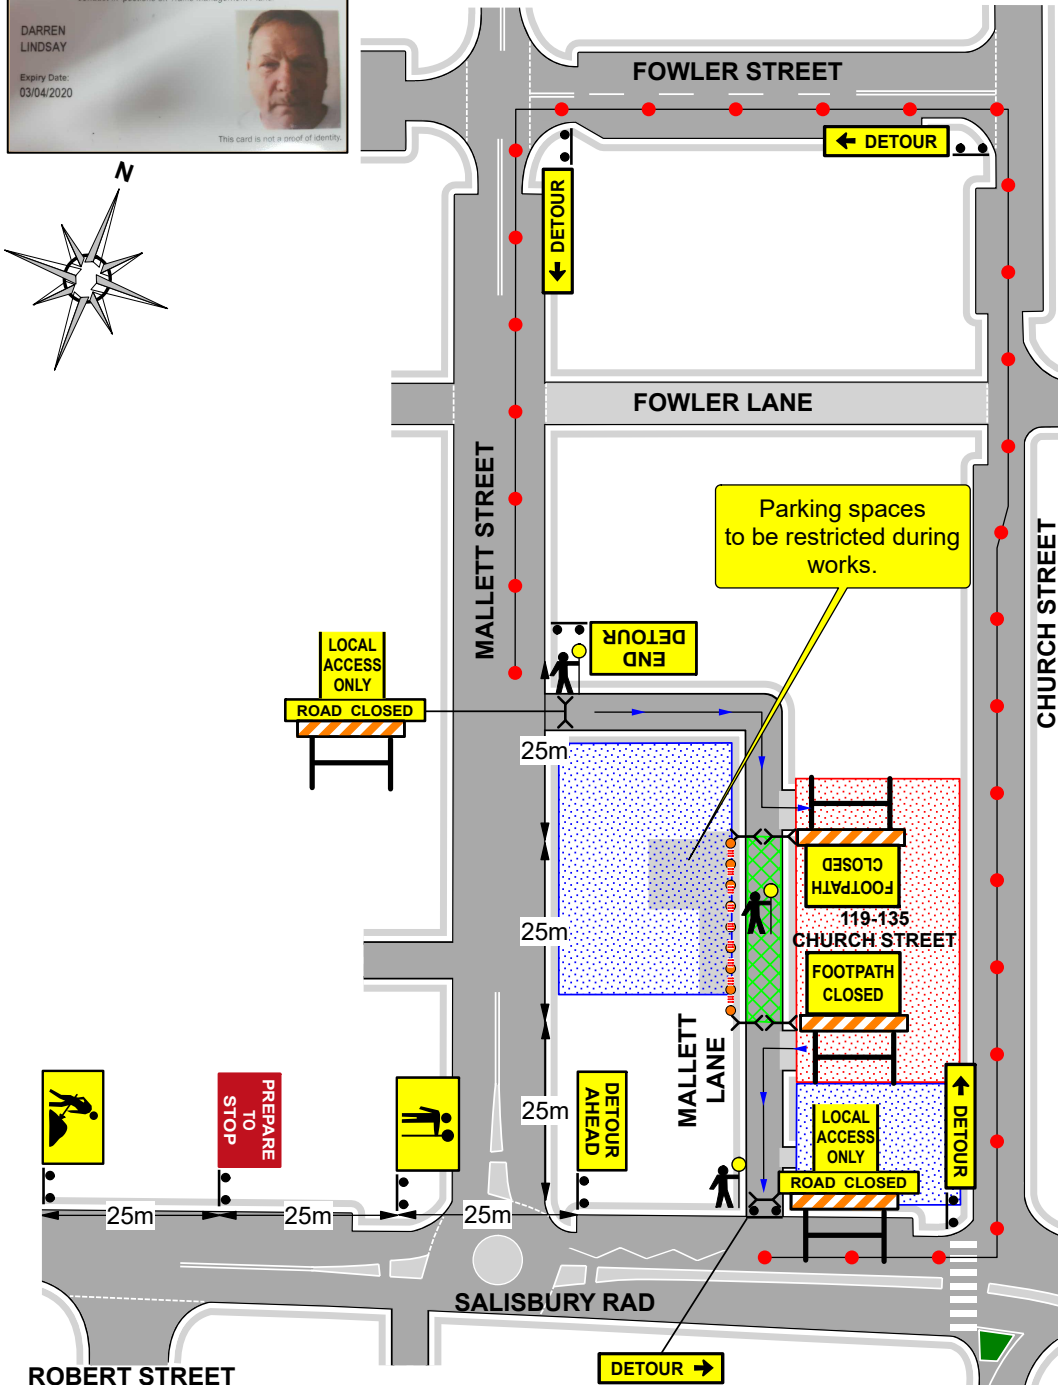 DARREN
LINDSAY
Expiry Date:
03/04/2020
This card is not a proof of identity.
N
FOWLER STREET
← DETOUR
← DETOUR
FOWLER LANE
MALLETT STREET
CHURCH STREET
Parking spaces
to be restricted during
works.
LOCAL
ACCESS
ONLY
ROAD CLOSED
END
DETOUR
25m
25m
25m
FOOTPATH
CLOSED
119-135
CHURCH STREET
FOOTPATH
CLOSED
MALLETT
LANE
PREPARE
TO
STOP
DETOUR
AHEAD
← DETOUR
LOCAL
ACCESS
ONLY
ROAD CLOSED
25m
25m
25m
SALISBURY RAD
DETOUR →
ROBERT STREET